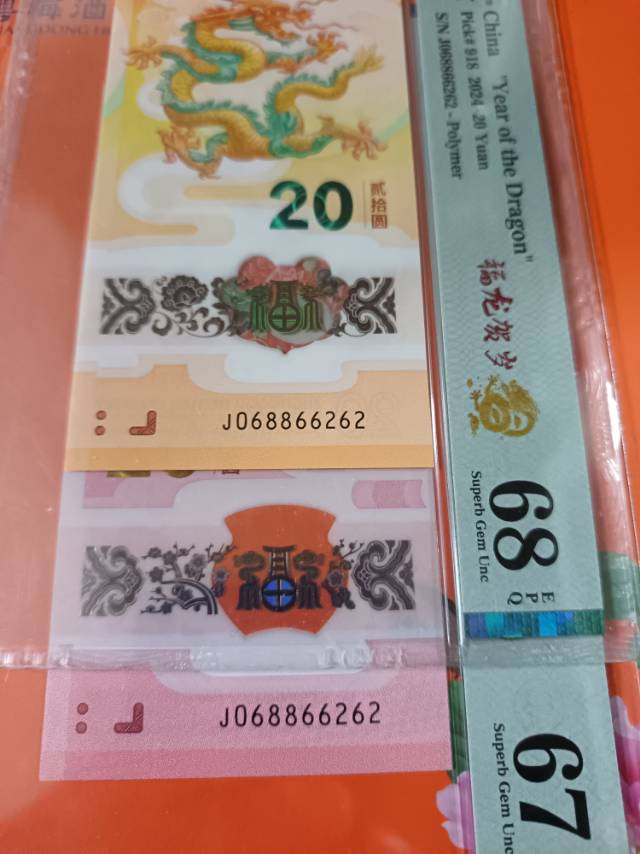 20
贰拾圆
J068866262
J068866262
China "Year of the Dragon"
Pick# 918 2024 20 Yuan
S/N J068866262 - Polymer
福龙贺岁
68
EPQ
Superb Gem Unc
67
Superb Gem Unc